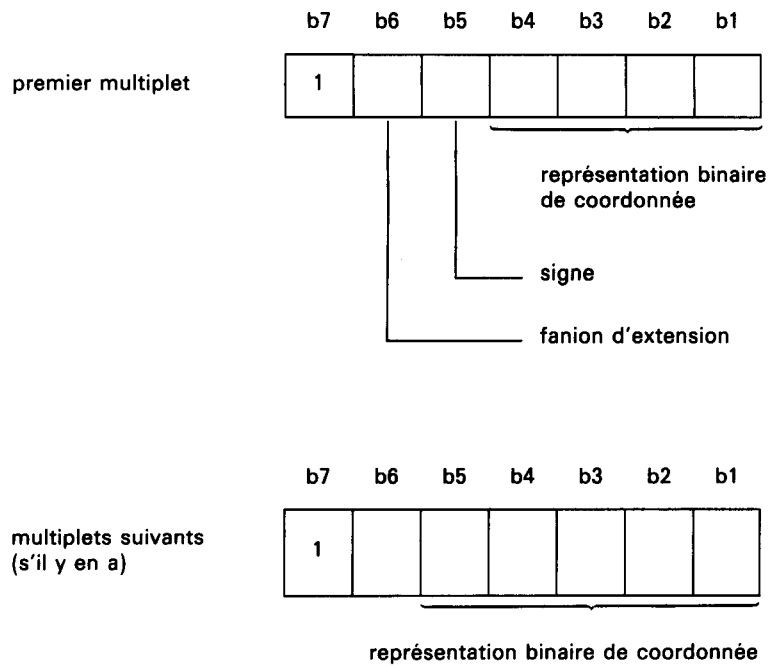 b7 b6 b5 b4 b3 b2 b1
premier multiplet
1
représentation binaire
de coordonnée
signe
fanion d'extension
b7 b6 b5 b4 b3 b2 b1
multiplets suivants
(s'il y en a)
1
représentation binaire de coordonnée